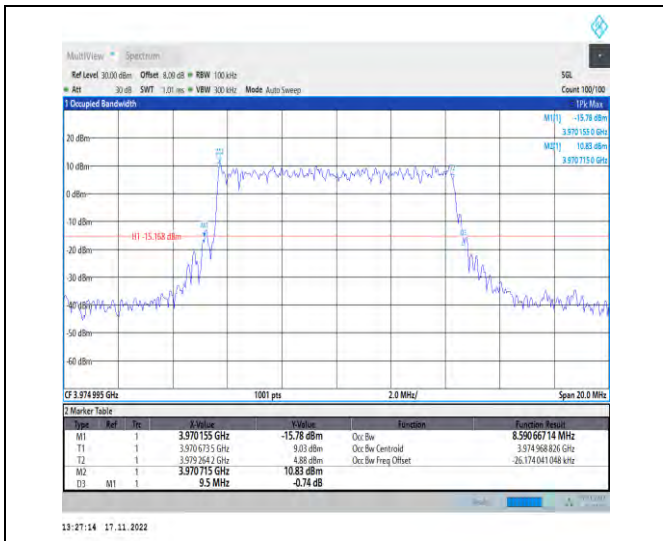 MultiView Spectrum
Ref Level 30.00 dBm Offset 8.00 dB RBW 100 kHz SGL
Att 30 dB SWT 1.01 ms VBW 300 kHz Mode Auto Sweep Count 100/100
1 Occupied Bandwidth 1Pk Max
M1[1] -15.78 dBm
3.970155 0 GHz
M2[1] 10.83 dBm
3.970715 0 GHz
20 dBm
10 dBm
0 dBm
-10 dBm
H1 -15.168 dBm
-20 dBm
-30 dBm
-40 dBm
-50 dBm
-60 dBm
CF 3.974 995 GHz 1001 pts 2.0 MHz/ Span 20.0 MHz
2 Marker Table
Type Ref Trc X-Value Y-Value Function Function Result
M1 1 3.970155 GHz -15.78 dBm Occ Bw 8.590 667 14 MHz
T1 1 3.970 673 5 GHz 9.03 dBm Occ Bw Centroid 3.974 968 826 GHz
T2 1 3.979 264 2 GHz 4.88 dBm Occ Bw Freq Offset -26.174 041 048 kHz
M2 1 3.970715 GHz 10.83 dBm
D3 M1 1 9.5 MHz -0.74 dB
13:27:14 17.11.2022